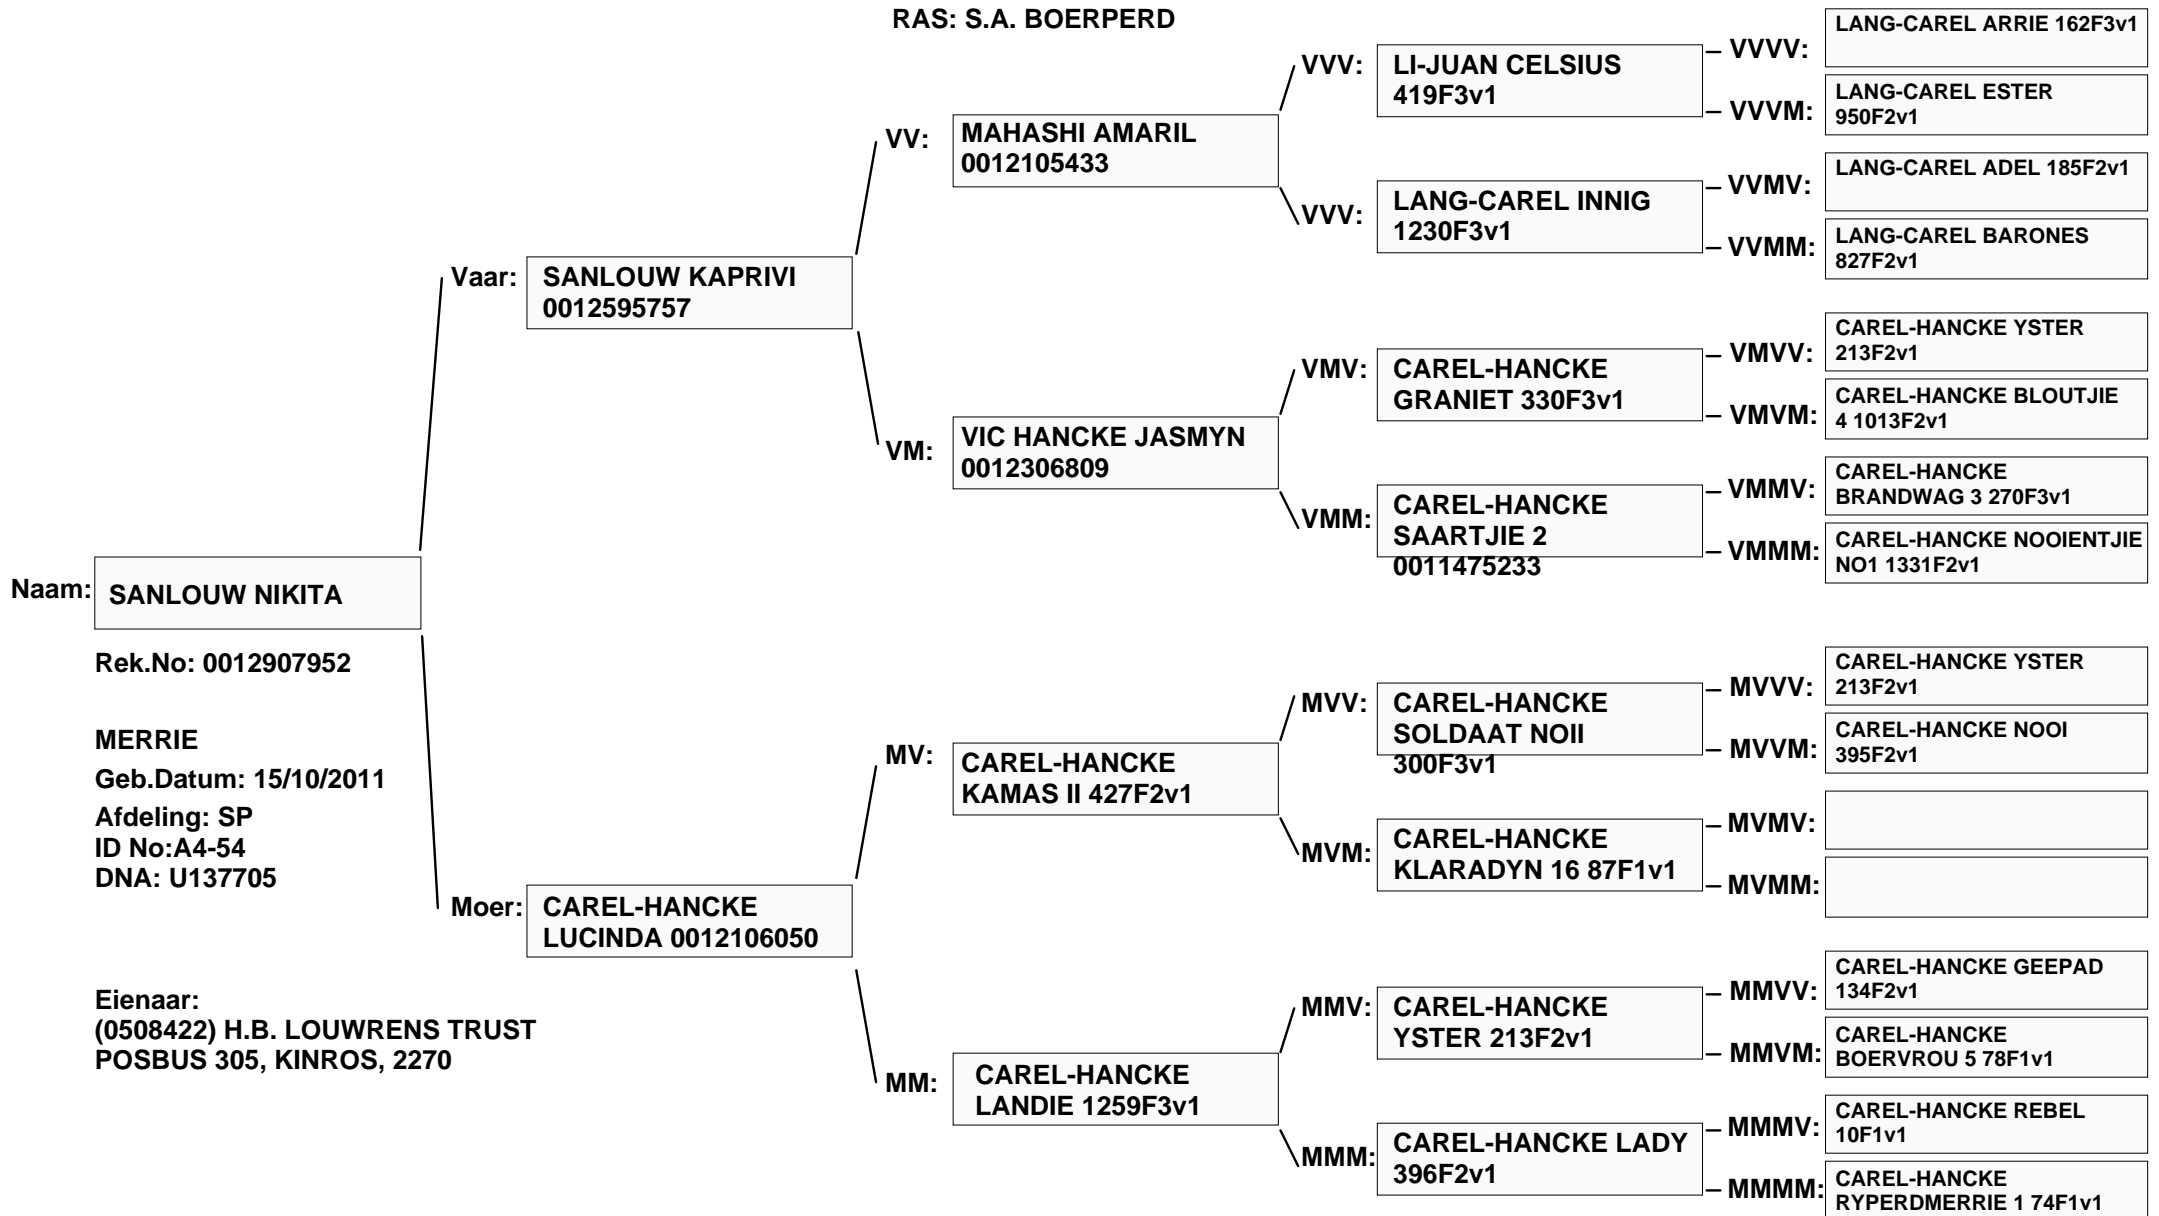 RAS: S.A. BOERPERD
Naam:
SANLOUW NIKITA
Rek.No: 0012907952
MERRIE
Geb.Datum: 15/10/2011
Afdeling: SP
ID No:A4-54
DNA: U137705
Eienaar:
(0508422) H.B. LOUWRENS TRUST
POSBUS 305, KINROS, 2270
Vaar:
SANLOUW KAPRIVI
0012595757
Moer:
CAREL-HANCKE
LUCINDA 0012106050
VV:
MAHASHI AMARIL
0012105433
VM:
VIC HANCKE JASMYN
0012306809
MV:
CAREL-HANCKE
KAMAS II 427F2v1
MM:
CAREL-HANCKE
LANDIE 1259F3v1
VVV:
LI-JUAN CELSIUS
419F3v1
VVV:
LANG-CAREL INNIG
1230F3v1
VMV:
CAREL-HANCKE
GRANIET 330F3v1
VMM:
CAREL-HANCKE
SAARTJIE 2
0011475233
MVV:
CAREL-HANCKE
SOLDAAT NOII
300F3v1
MVM:
CAREL-HANCKE
KLARADYN 16 87F1v1
MMV:
CAREL-HANCKE
YSTER 213F2v1
MMM:
CAREL-HANCKE LADY
396F2v1
– VVVV:
LANG-CAREL ARRIE 162F3v1
– VVVM:
LANG-CAREL ESTER
950F2v1
– VVMV:
LANG-CAREL ADEL 185F2v1
– VVMM:
LANG-CAREL BARONES
827F2v1
– VMVV:
CAREL-HANCKE YSTER
213F2v1
– VMVM:
CAREL-HANCKE BLOUTJIE
4 1013F2v1
– VMMV:
CAREL-HANCKE
BRANDWAG 3 270F3v1
– VMMM:
CAREL-HANCKE NOOIENTJIE
NO1 1331F2v1
– MVVV:
CAREL-HANCKE YSTER
213F2v1
– MVVM:
CAREL-HANCKE NOOI
395F2v1
– MVMV:
– MVMM:
– MMVV:
CAREL-HANCKE GEEPAD
134F2v1
– MMVM:
CAREL-HANCKE
BOERVROU 5 78F1v1
– MMMV:
CAREL-HANCKE REBEL
10F1v1
– MMMM:
CAREL-HANCKE
RYPERDMERRIE 1 74F1v1